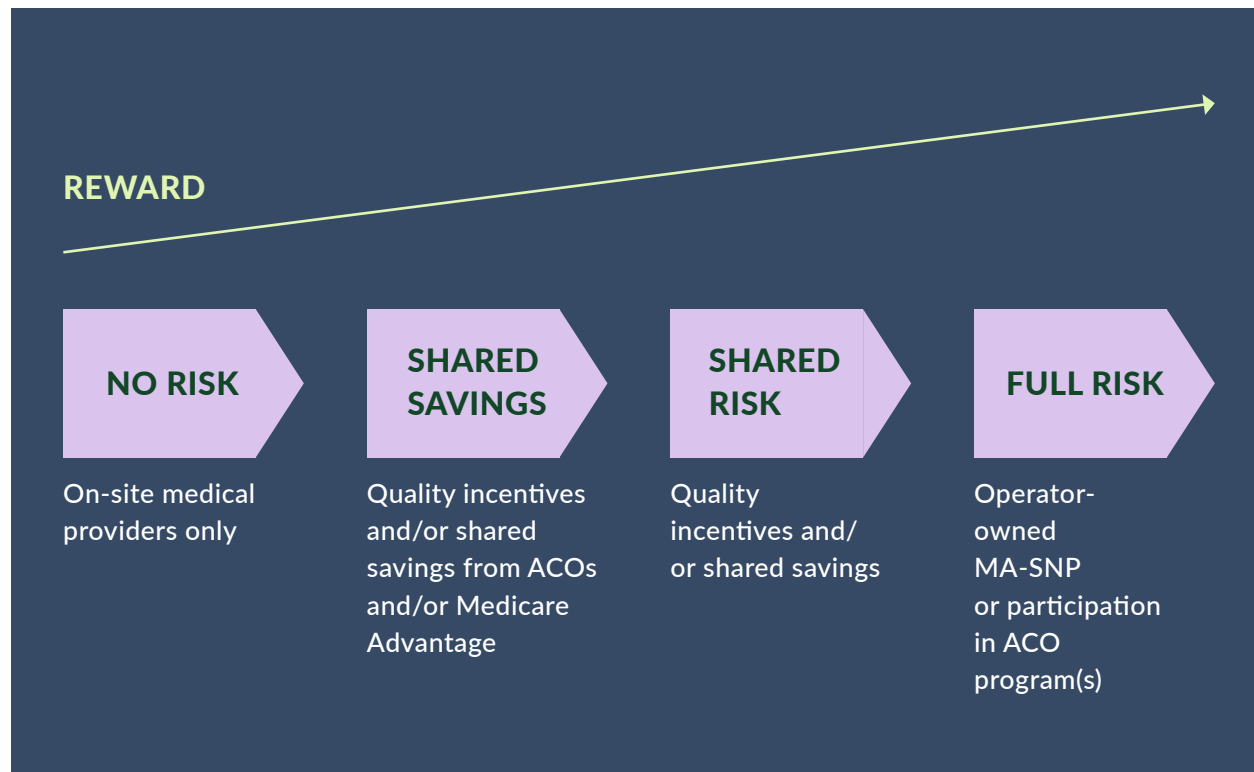 REWARD
NO RISK
On-site medical
providers only
SHARED
SAVINGS
Quality incentives
and/or shared
savings from ACOs
and/or Medicare
Advantage
SHARED
RISK
Quality
incentives and/
or shared savings
FULL RISK
Operator-
owned
MA-SNP
or participation
in ACO
program(s)